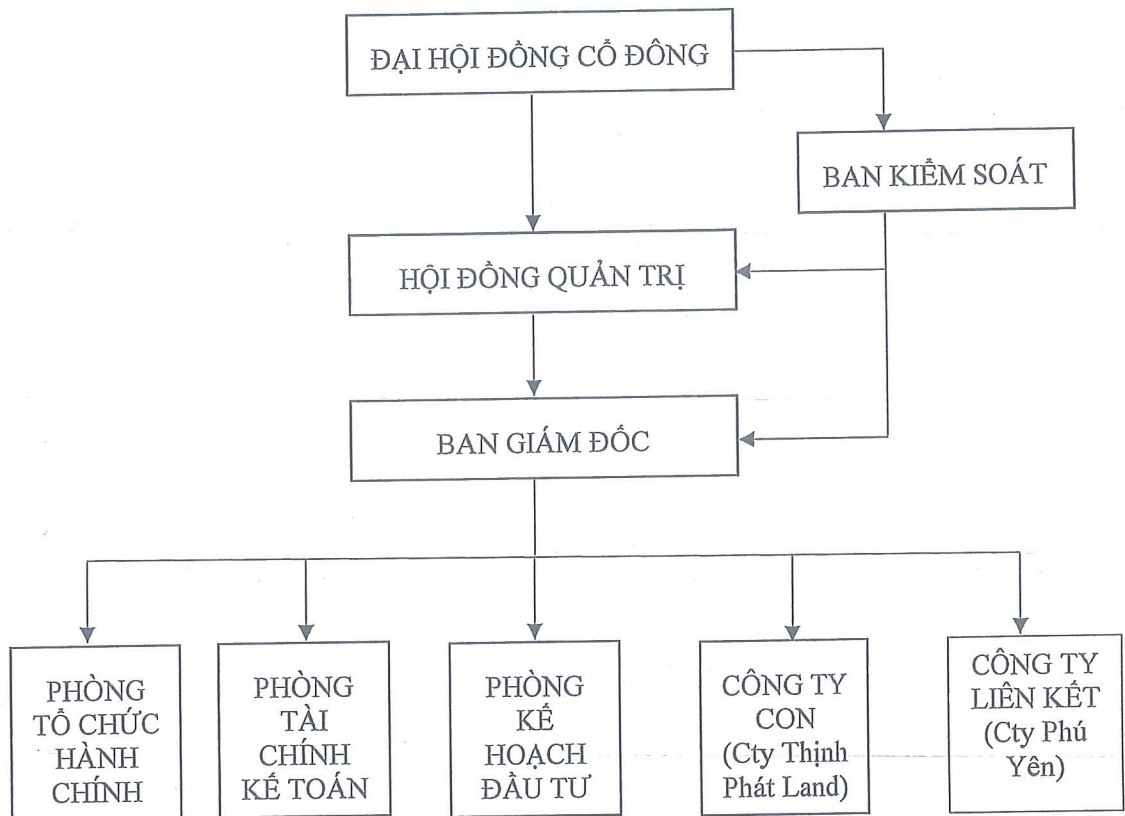 ĐẠI HỘI ĐỒNG CỔ ĐÔNG
BAN KIỂM SOÁT
HỘI ĐỒNG QUẢN TRỊ
BAN GIÁM ĐỐC
PHÒNG
TỔ CHỨC
HÀNH
CHÍNH
PHÒNG
TÀI
CHÍNH
KẾ TOÁN
PHÒNG
KẾ
HOẠCH
ĐẦU TƯ
CÔNG TY
CON
(Cty Thịnh
Phát Land)
CÔNG TY
LIÊN KẾT
(Cty Phú
Yên)